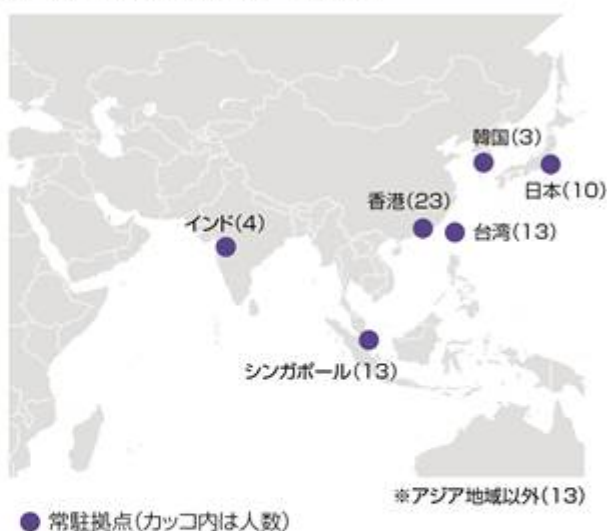 韓国(3)
日本(10)
香港(23)
台湾(13)
インド(4)
シンガポール(13)
※アジア地域以外(13)
●常駐拠点(カッコ内は人数)